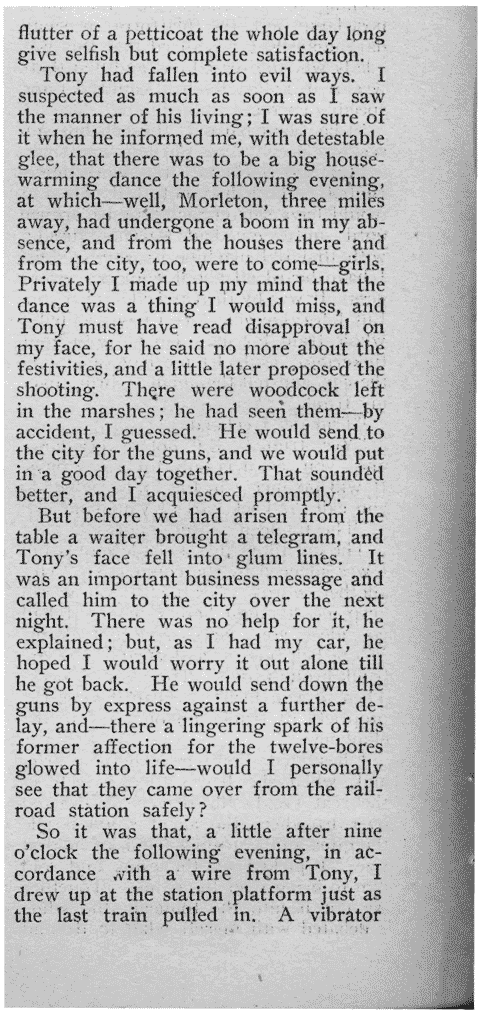 flutter of a petticoat the whole day long
give selfish but complete satisfaction.
Tony had fallen into evil ways. I
suspected as much as soon as I saw
the manner of his living; I was sure of
it when he informed me, with detestable
glee, that there was to be a big house-
warming dance the following evening,
at which—well, Morleton, three miles
away, had undergone a boom in my ab-
sence, and from the houses there and
from the city, too, were to come—girls.
Privately I made up my mind that the
dance was a thing I would miss, and
Tony must have read disapproval on
my face, for he said no more about the
festivities, and a little later proposed the
shooting. There were woodcock left
in the marshes; he had seen them—by
accident, I guessed. He would send to
the city for the guns, and we would put
in a good day together. That sounded
better, and I acquiesced promptly.
But before we had arisen from the
table a waiter brought a telegram, and
Tony's face fell into glum lines. It
was an important business message and
called him to the city over the next
night. There was no help for it, he
explained; but, as I had my car, he
hoped I would worry it out alone till
he got back. He would send down the
guns by express against a further de-
lay, and—there a lingering spark of his
former affection for the twelve-bores
glowed into life—would I personally
see that they came over from the rail-
road station safely?
So it was that, a little after nine
o'clock the following evening, in ac-
cordance with a wire from Tony, I
drew up at the station platform just as
the last train pulled in. A vibrator